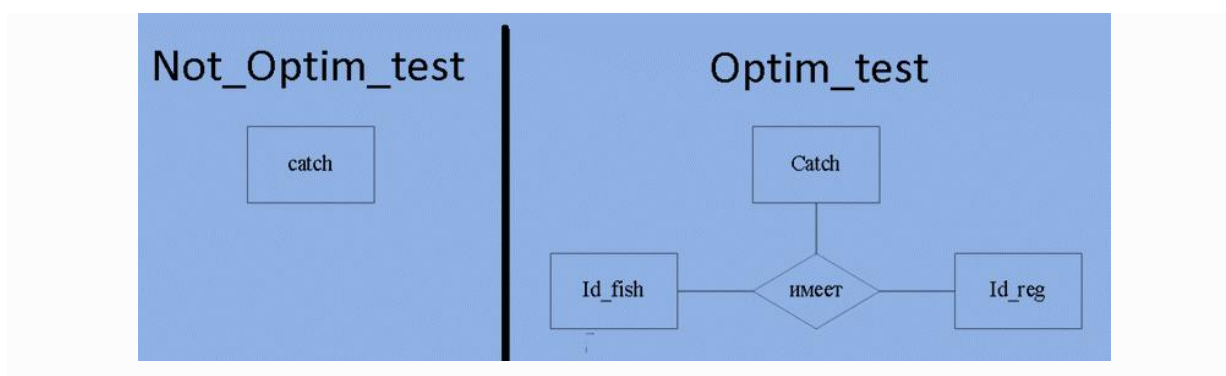 Not_Optim_test
catch
Optim_test
Catch
Id_fish
имеет
Id_reg